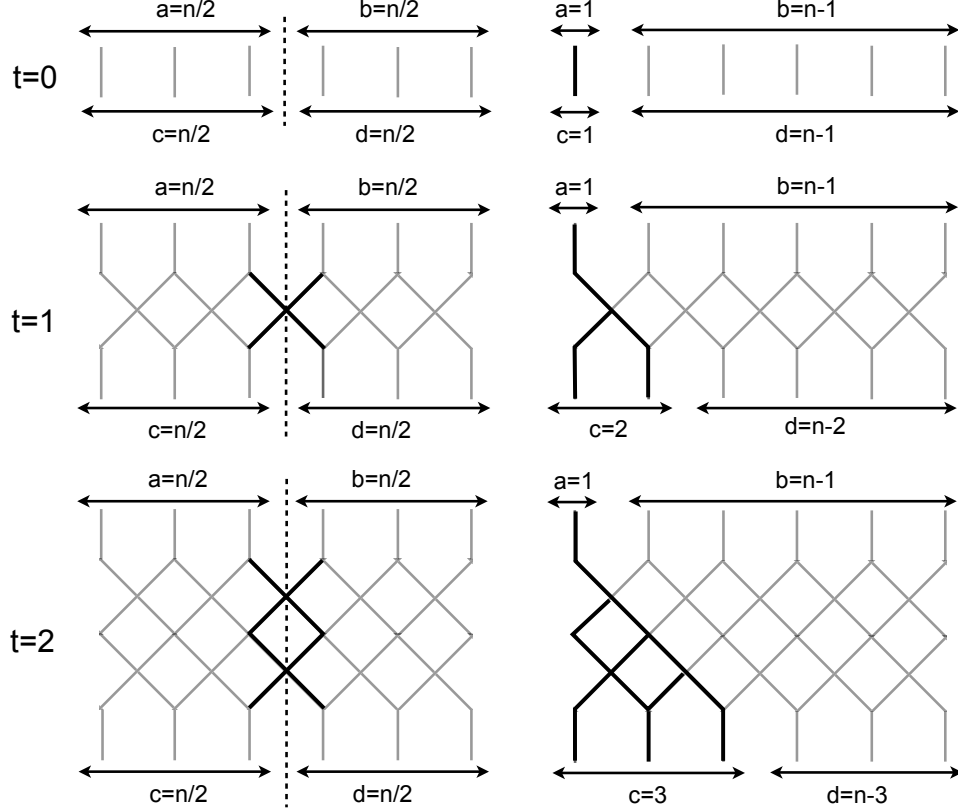 a=n/2 b=n/2 a=1 b=n-1
t=0
c=n/2 d=n/2 c=1 d=n-1
a=n/2 b=n/2 a=1 b=n-1
t=1
c=n/2 d=n/2 c=2 d=n-2
a=n/2 b=n/2 a=1 b=n-1
t=2
c=n/2 d=n/2 c=3 d=n-3